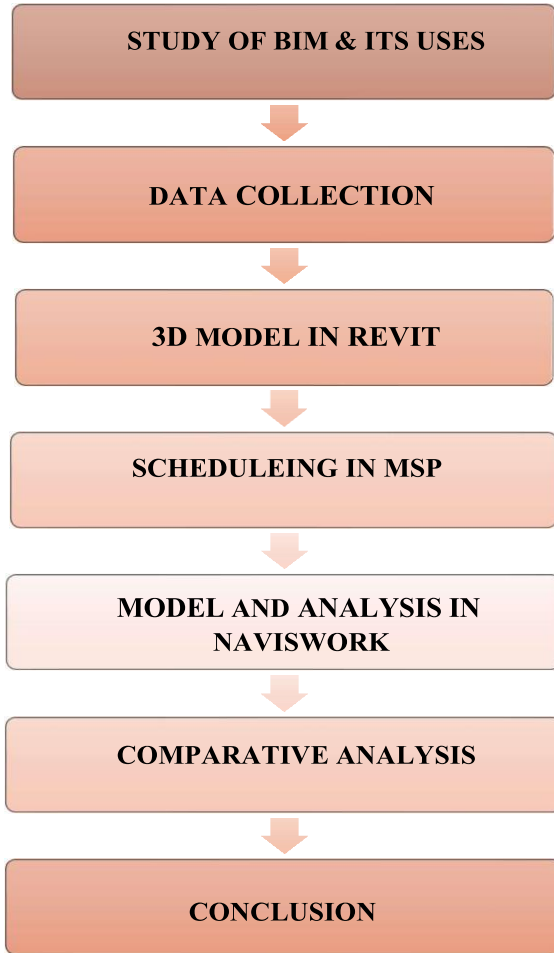 STUDY OF BIM & ITS USES
DATA COLLECTION
3D MODEL IN REVIT
SCHEDULEING IN MSP
MODEL AND ANALYSIS IN
NAVISWORK
COMPARATIVE ANALYSIS
CONCLUSION